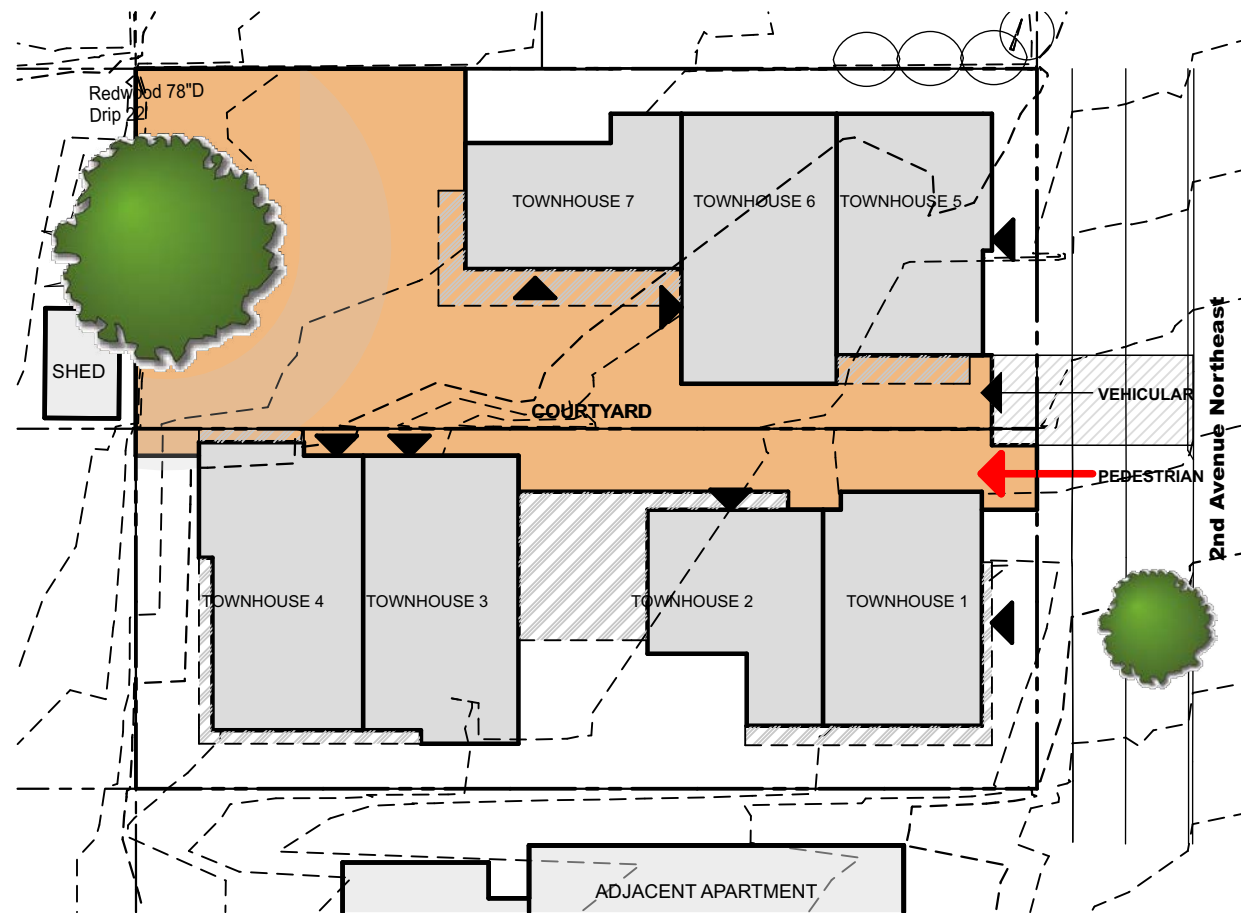 Redwood 78"D
Drip 22'
TOWNHOUSE 7
TOWNHOUSE 6
TOWNHOUSE 5
SHED
COURTYARD
VEHICULAR
PEDESTRIAN
2nd Avenue Northeast
TOWNHOUSE 4
TOWNHOUSE 3
TOWNHOUSE 2
TOWNHOUSE 1
ADJACENT APARTMENT